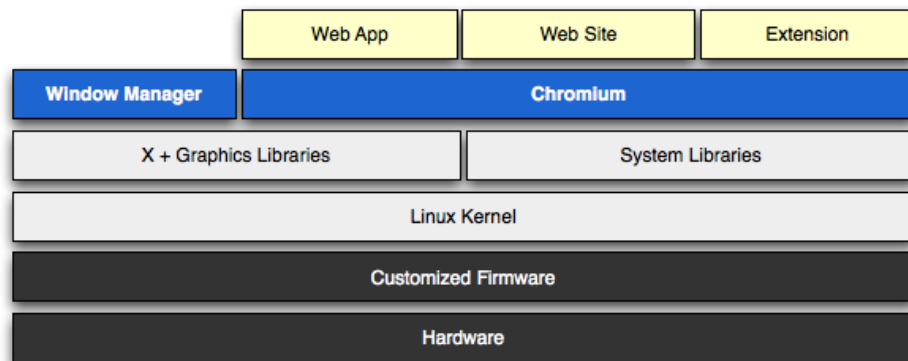 Web App
Web Site
Extension
Window Manager
Chromium
X + Graphics Libraries
System Libraries
Linux Kernel
Customized Firmware
Hardware